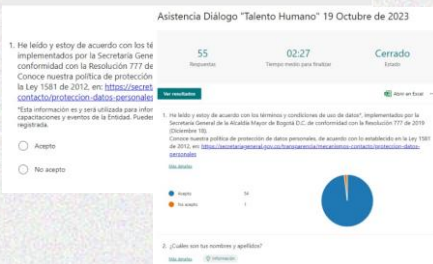 Asistencia Diálogo "Talento Humano" 19 Octubre de 2023
55
Respuestas
02:27
Tiempo medio para finalizar
Cerrado
Estado
Ver resultados
Abrir en Excel
1. He leído y estoy de acuerdo con los té
implementados por la Secretaría Gene
conformidad con la Resolución 777 de
Conoce nuestra política de protección
la Ley 1581 de 2012, en: https://secret
contacto/proteccion-datos-personales
*Esta información es y será utilizada para infor
capacitaciones y eventos de la Entidad. Puede
registrada.
Acepto
No acepto
1. He leído y estoy de acuerdo con los términos y condiciones de uso de datos*, implementados por la
Secretaría General de la Alcaldía Mayor de Bogotá D.C. de conformidad con la Resolución 777 de 2019
(Diciembre 18).
Conoce nuestra política de protección de datos personales, de acuerdo con lo establecido en la Ley 1581
de 2012, en: https://secretariageneral.gov.co/transparencia/mecanismos-contacto/proteccion-datos-
personales
Más detalles
Acepto
No acepto 1
2. ¿Cuáles son tus nombres y apellidos?
Más detalles
Información